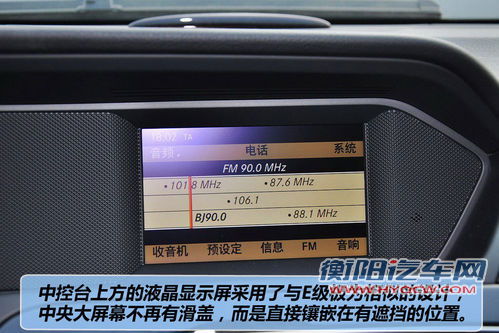 18:02 TA
音频 电话 系统
FM 90.0 MHz
•101.8 MHz •87.6 MHz
•106.1
BJ90.0 •88.1 MHz
收音机 预设定 信息 FM 音响
衡阳汽车网
WWW.HYQCW.COM
中控台上方的液晶显示屏采用了与E级极为相似的设计，
中央大屏幕不再有滑盖，而是直接镶嵌在有遮挡的位置。